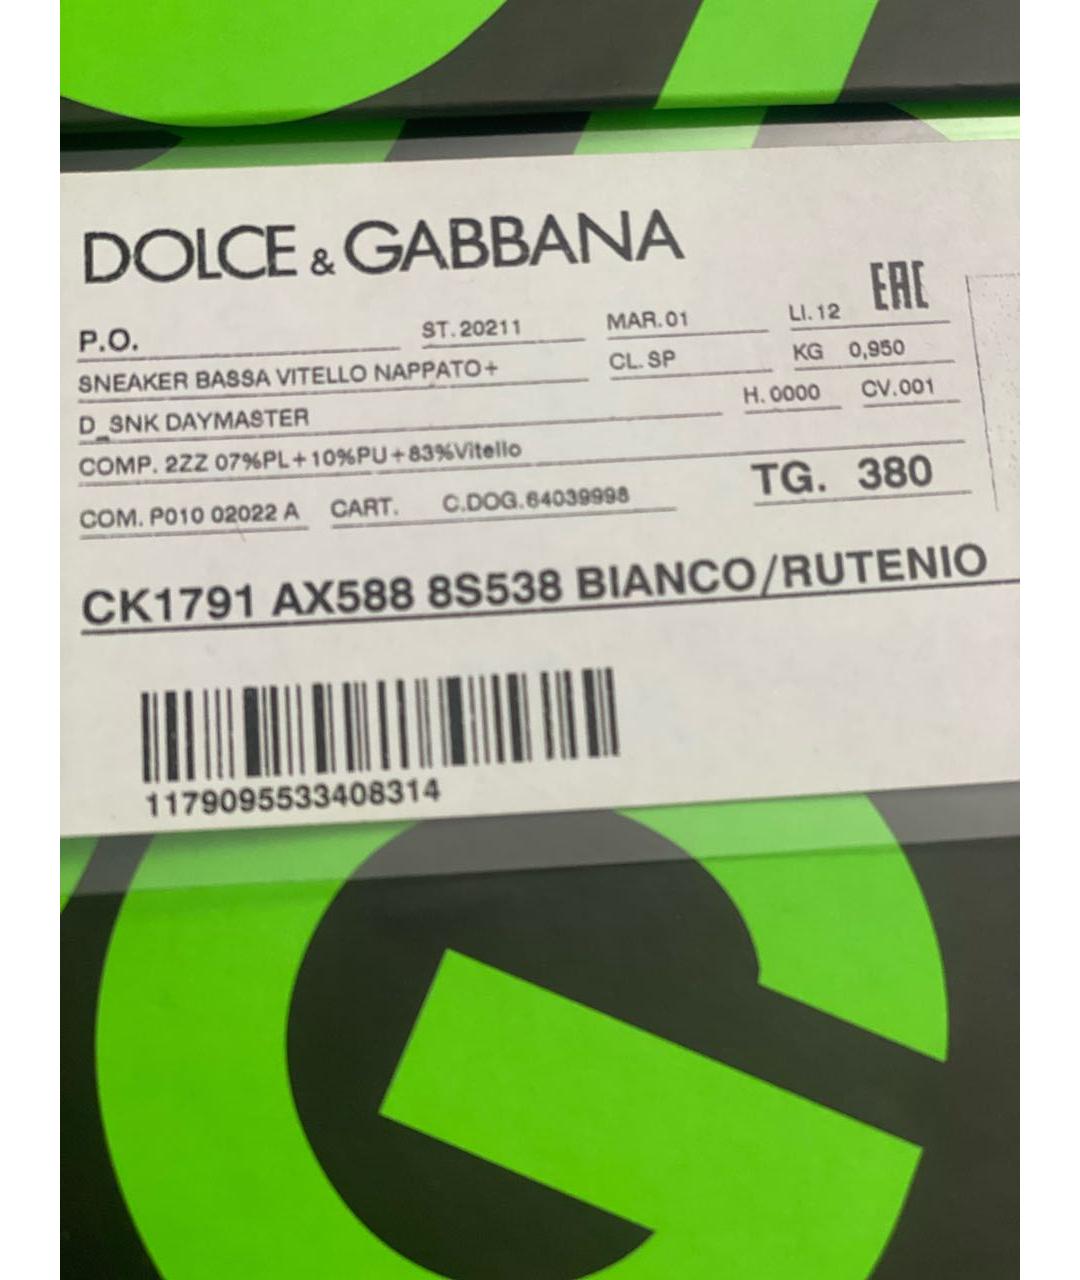 DOLCE & GABBANA
EAC
P.O. ST. 20211 MAR. 01 LI. 12
SNEAKER BASSA VITELLO NAPPATO+ CL. SP KG 0,950
D_SNK DAYMASTER H. 0000 CV.001
COMP. 2ZZ 07%PL+10%PU+83%Vitello
COM. P010 02022 A CART. C.DOG.64039998 TG. 380
CK1791 AX588 8S538 BIANCO/RUTENIO
1179095533408314